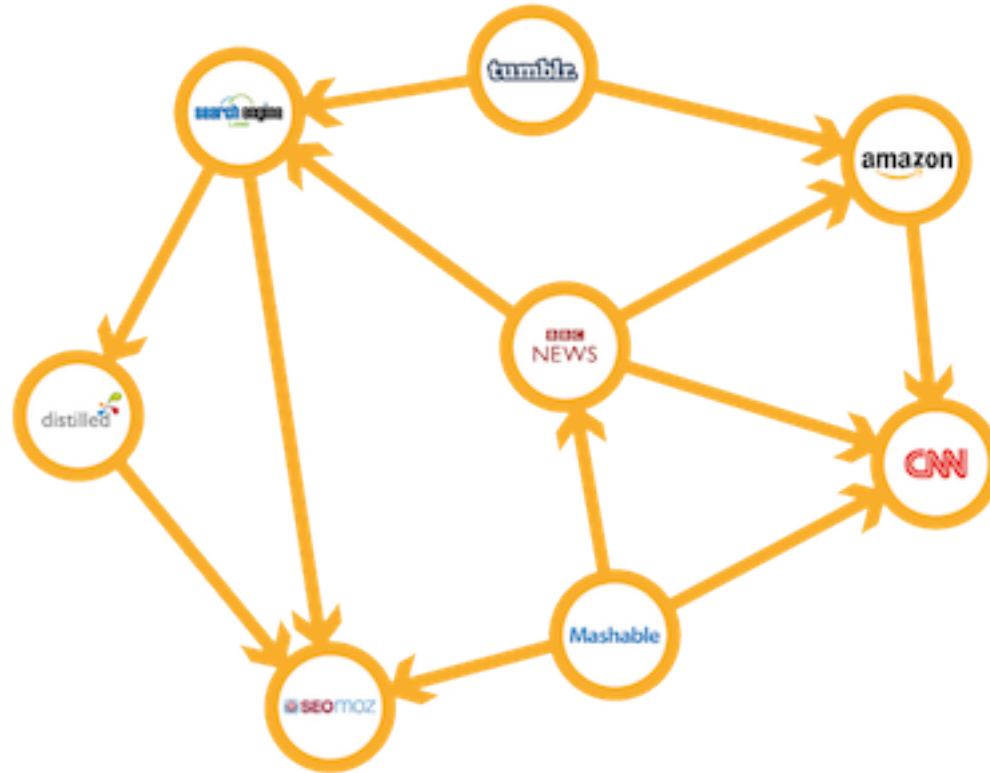 tumblr.
search engine
amazon
BBC
NEWS
distilled
CNN
Mashable
SEOmoz